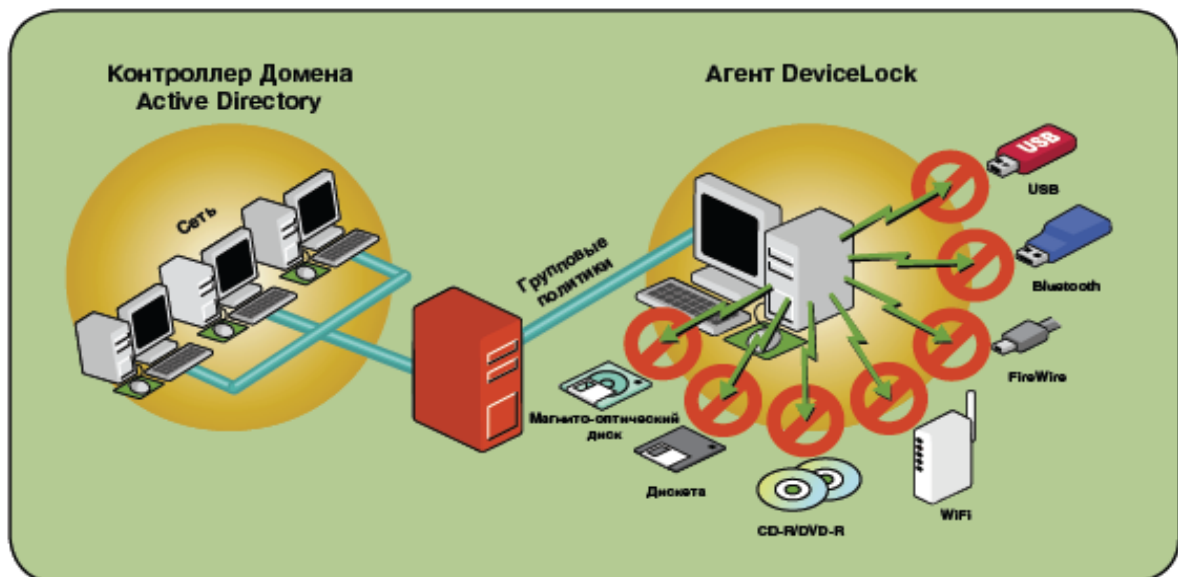 Контроллер Домена
Active Directory
Агент DeviceLock
Сеть
Групповые
политики
USB
USB
Bluetooth
FireWire
WiFi
CD-R/DVD-R
Дискета
Магнито-оптический
диск